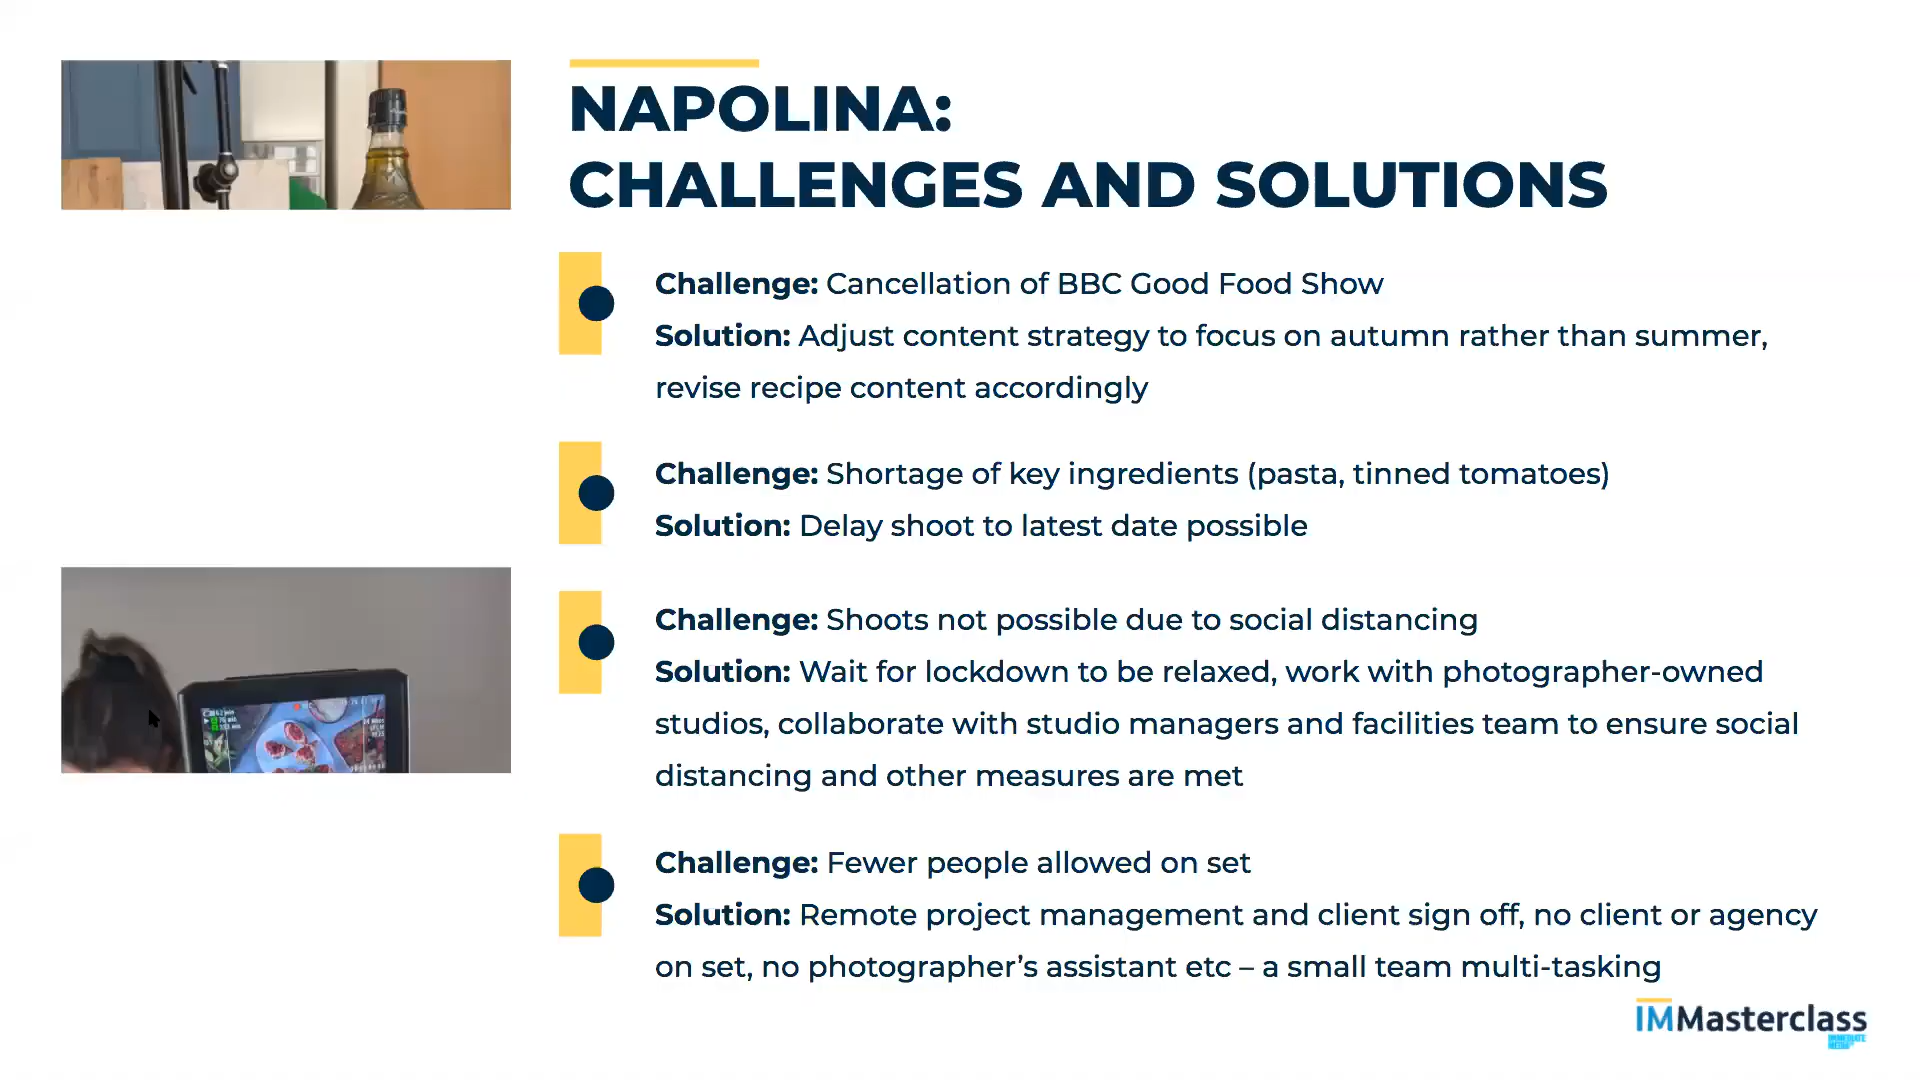 NAPOLINA:
CHALLENGES AND SOLUTIONS
Challenge: Cancellation of BBC Good Food Show
Solution: Adjust content strategy to focus on autumn rather than summer,
revise recipe content accordingly
Challenge: Shortage of key ingredients (pasta, tinned tomatoes)
Solution: Delay shoot to latest date possible
Challenge: Shoots not possible due to social distancing
Solution: Wait for lockdown to be relaxed, work with photographer-owned
studios, collaborate with studio managers and facilities team to ensure social
distancing and other measures are met
Challenge: Fewer people allowed on set
Solution: Remote project management and client sign off, no client or agency
on set, no photographer’s assistant etc – a small team multi-tasking
IMMasterclass
IMMEDIATE
MEDIA